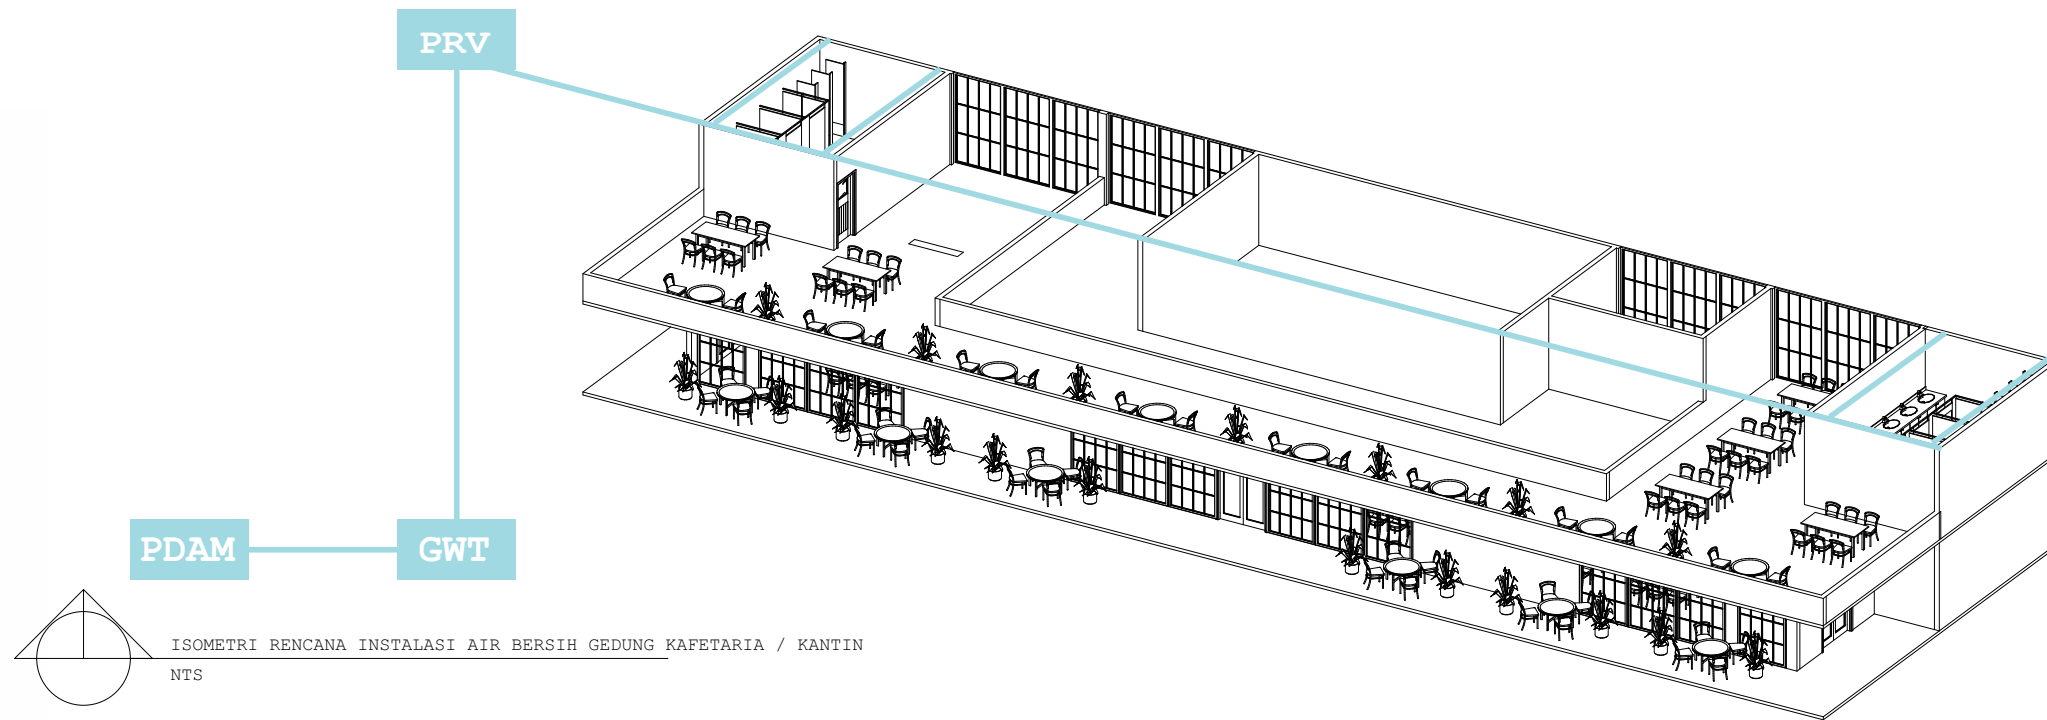 PRV
PDAM
GWT
ISOMETRI RENCANA INSTALASI AIR BERSIH GEDUNG KAFETARIA / KANTIN
NTS